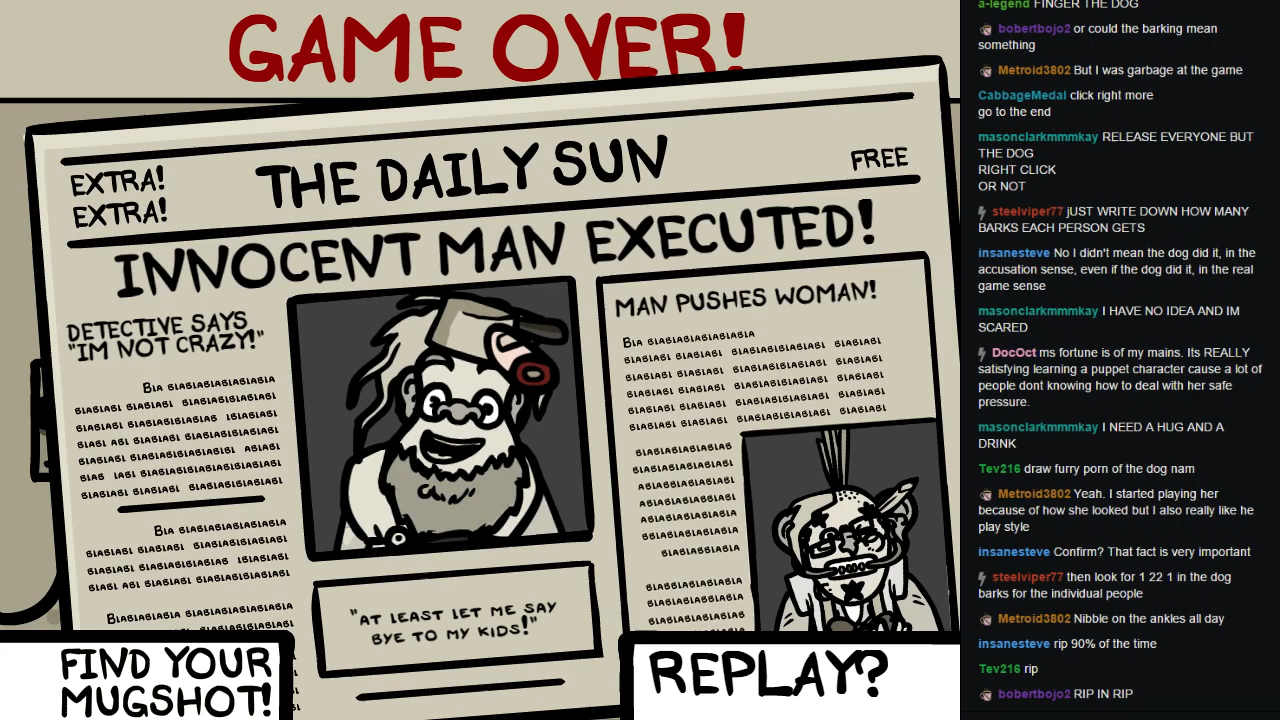 GAME OVER!
EXTRA!
EXTRA!
THE DAILY SUN
FREE
INNOCENT MAN EXECUTED!
DETECTIVE SAYS
"IM NOT CRAZY!"
"AT LEAST LET ME SAY
BYE TO MY KIDS!"
MAN PUSHES WOMAN!
FIND YOUR
MUGSHOT!
REPLAY?
a-legend FINGER THE DOG
bobertbojo2 or could the barking mean
something
Metroid3802 But I was garbage at the game
CabbageMedal click right more
go to the end
masonclarkmmmkay RELEASE EVERYONE BUT
THE DOG
RIGHT CLICK
OR NOT
steelviper77 jUST WRITE DOWN HOW MANY
BARKS EACH PERSON GETS
insanesteve No I didn't mean the dog did it, in the
accusation sense, even if the dog did it, in the real
game sense
masonclarkmmmkay I HAVE NO IDEA AND IM
SCARED
DocOct ms fortune is of my mains. Its REALLY
satisfying learning a puppet character cause a lot of
people dont knowing how to deal with her safe
pressure.
masonclarkmmmkay I NEED A HUG AND A
DRINK
Tev216 draw furry porn of the dog nam
Metroid3802 Yeah. I started playing her
because of how she looked but I also really like he
play style
insanesteve Confirm? That fact is very important
steelviper77 then look for 1 22 1 in the dog
barks for the individual people
Metroid3802 Nibble on the ankles all day
insanesteve rip 90% of the time
Tev216 rip
bobertbojo2 RIP IN RIP